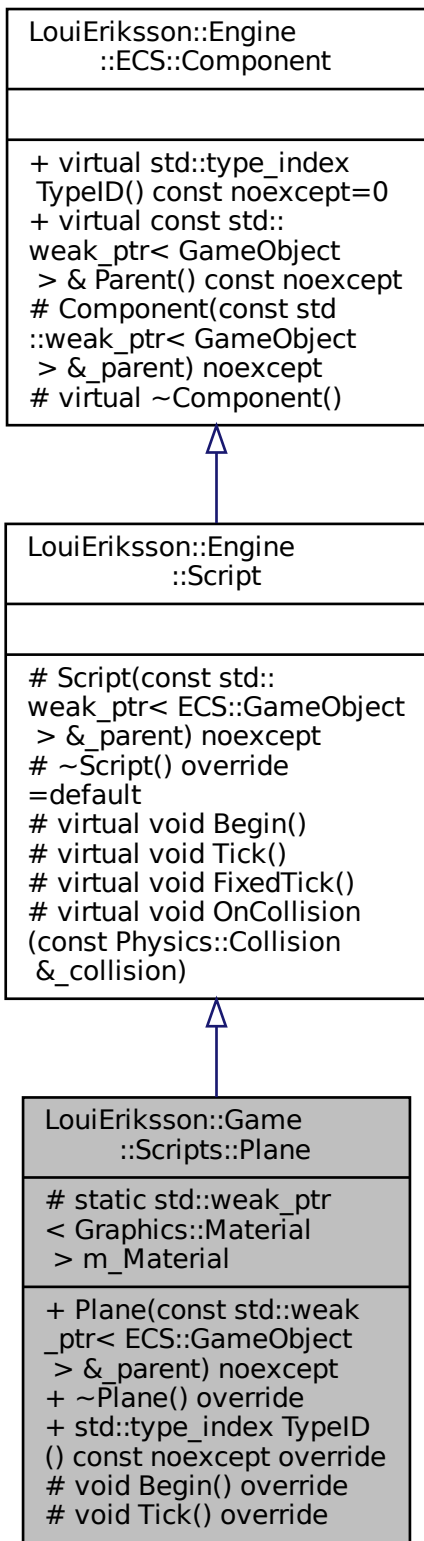 LouiEriksson::Engine
::ECS::Component
+ virtual std::type_index
TypeID() const noexcept=0
+ virtual const std::
weak_ptr< GameObject
> & Parent() const noexcept
# Component(const std
::weak_ptr< GameObject
> &_parent) noexcept
# virtual ~Component()
LouiEriksson::Engine
::Script
# Script(const std::
weak_ptr< ECS::GameObject
> &_parent) noexcept
# ~Script() override
=default
# virtual void Begin()
# virtual void Tick()
# virtual void FixedTick()
# virtual void OnCollision
(const Physics::Collision
&_collision)
LouiEriksson::Game
::Scripts::Plane
# static std::weak_ptr
< Graphics::Material
> m_Material
+ Plane(const std::weak
_ptr< ECS::GameObject
> &_parent) noexcept
+ ~Plane() override
+ std::type_index TypeID
() const noexcept override
# void Begin() override
# void Tick() override